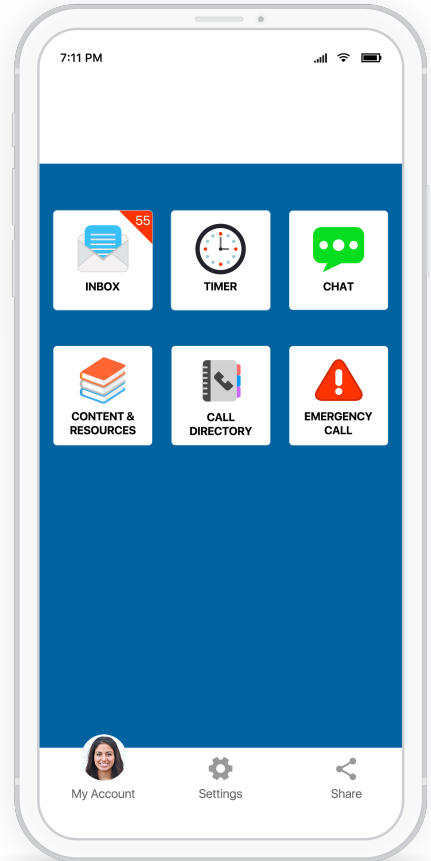 7:11 PM
55
INBOX
TIMER
CHAT
CONTENT &
RESOURCES
CALL
DIRECTORY
EMERGENCY
CALL
My Account
Settings
Share